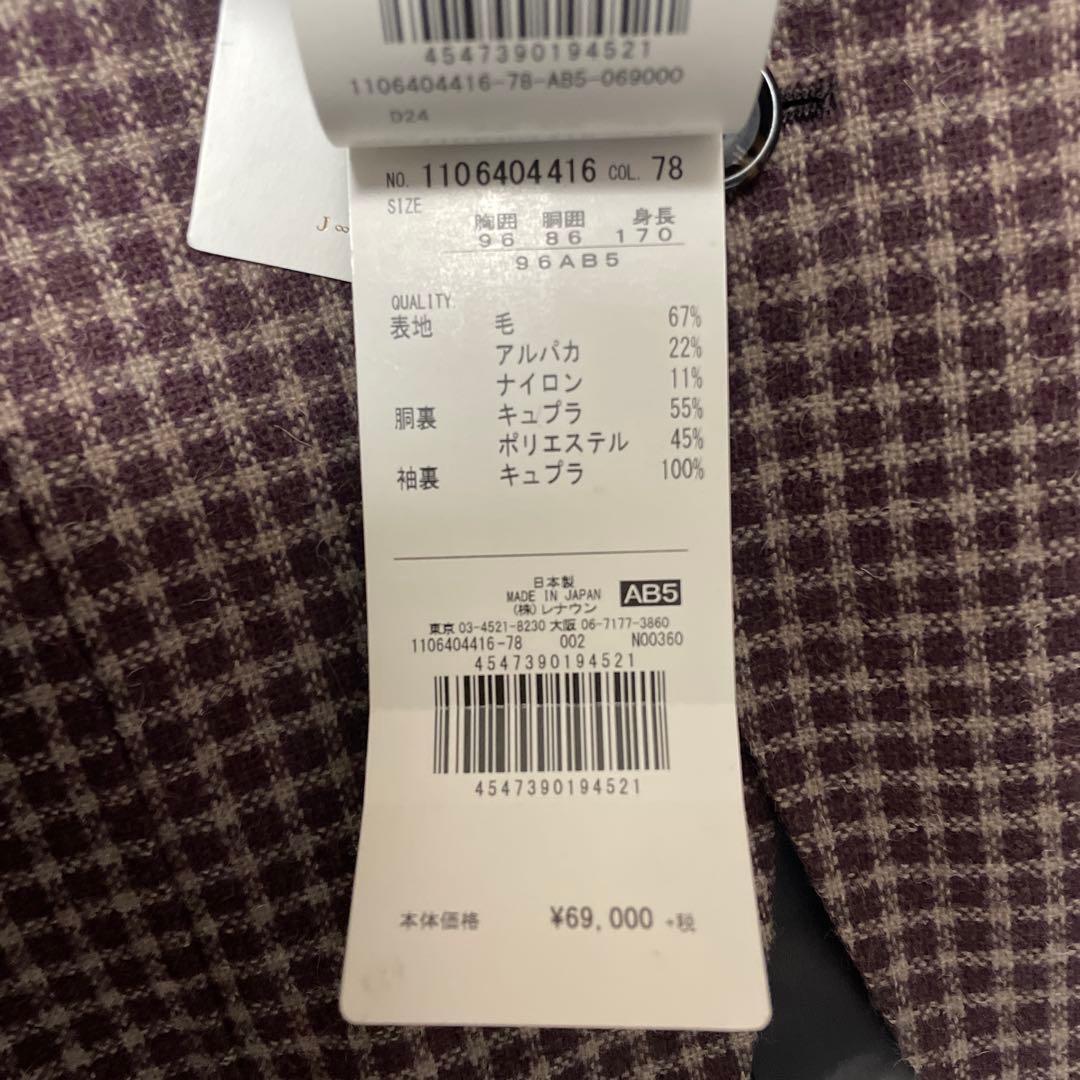 4547390194521
1106404416-78-AB5-069000
D24
J∞
NO. 1106404416 COL. 78
SIZE
胸囲 胴囲 身長
96 86 170
96AB5
QUALITY
表地 毛 67%
アルパカ 22%
ナイロン 11%
胴裏 キュプラ 55%
ポリエステル 45%
袖裏 キュプラ 100%
日本製
MADE IN JAPAN AB5
(株)レナウン
東京 03-4521-8230 大阪 06-7177-3860
1106404416-78 002 N00360
4547390194521
4547390194521
本体価格 ¥69,000 +税